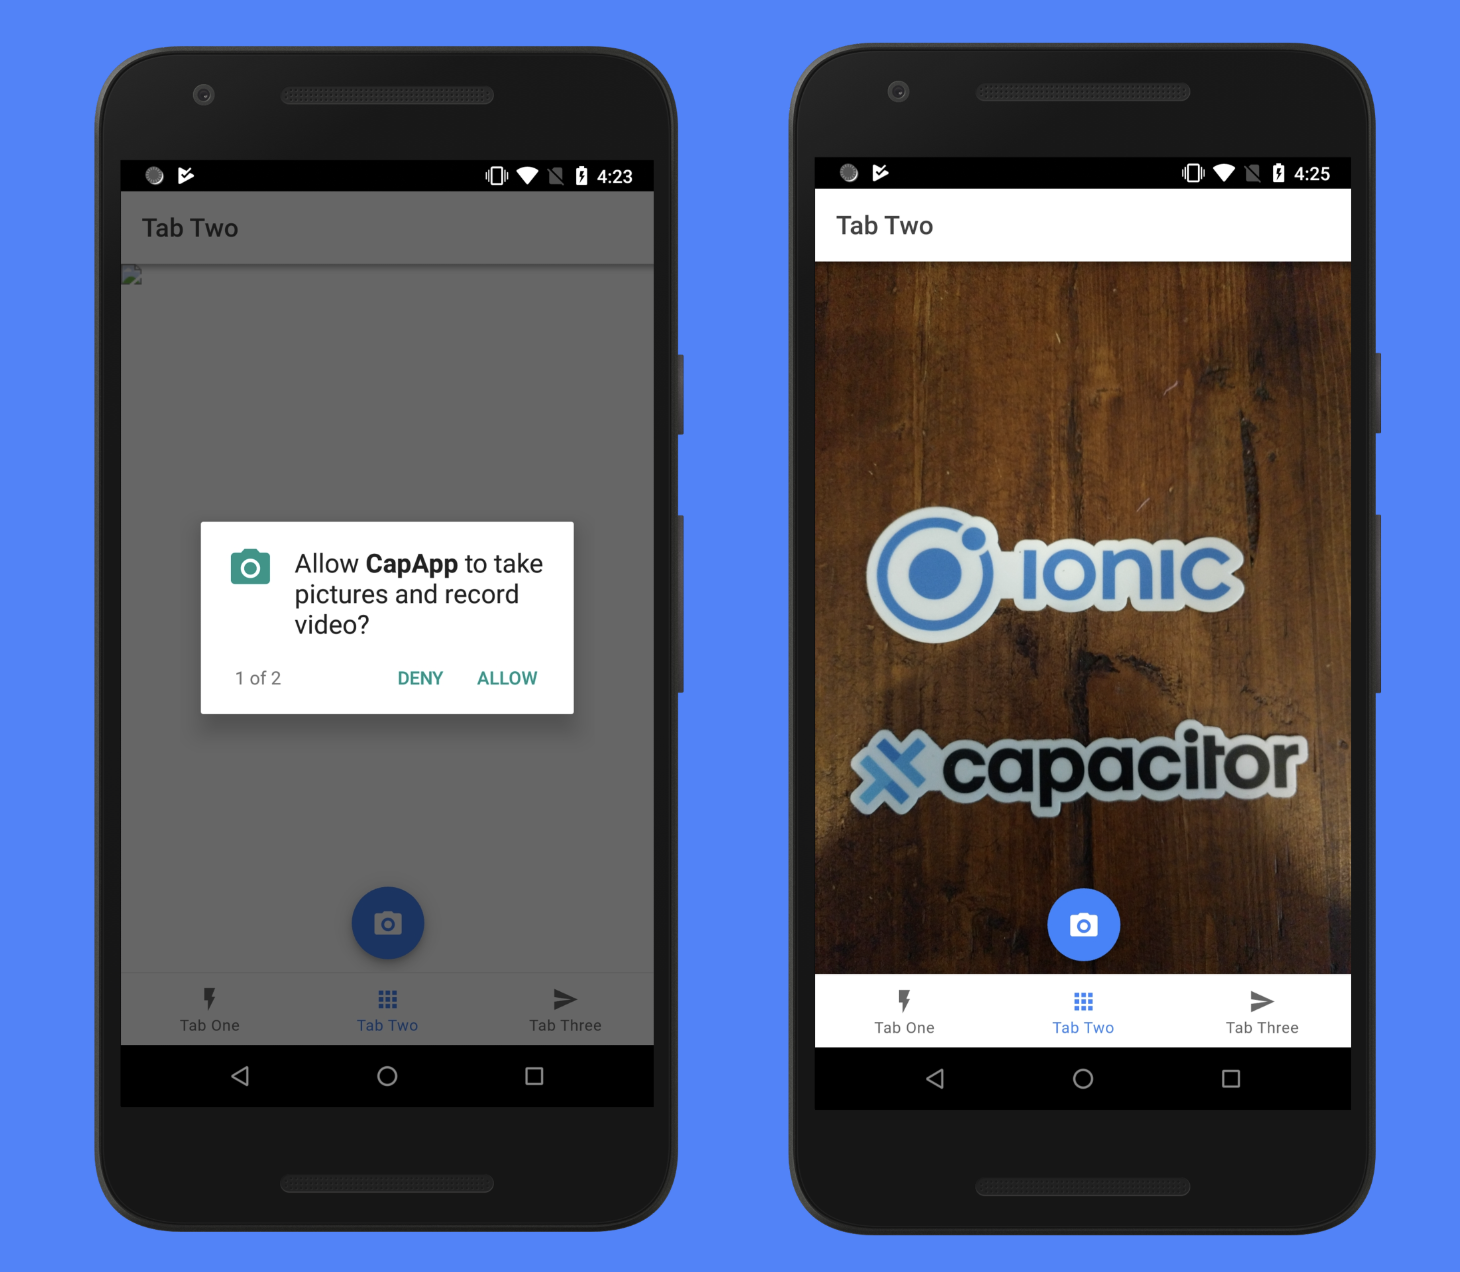 4:23
Tab Two
Allow CapApp to take
pictures and record
video?
1 of 2 DENY ALLOW
Tab One Tab Two Tab Three
4:25
Tab Two
ionic
capacitor
Tab One Tab Two Tab Three